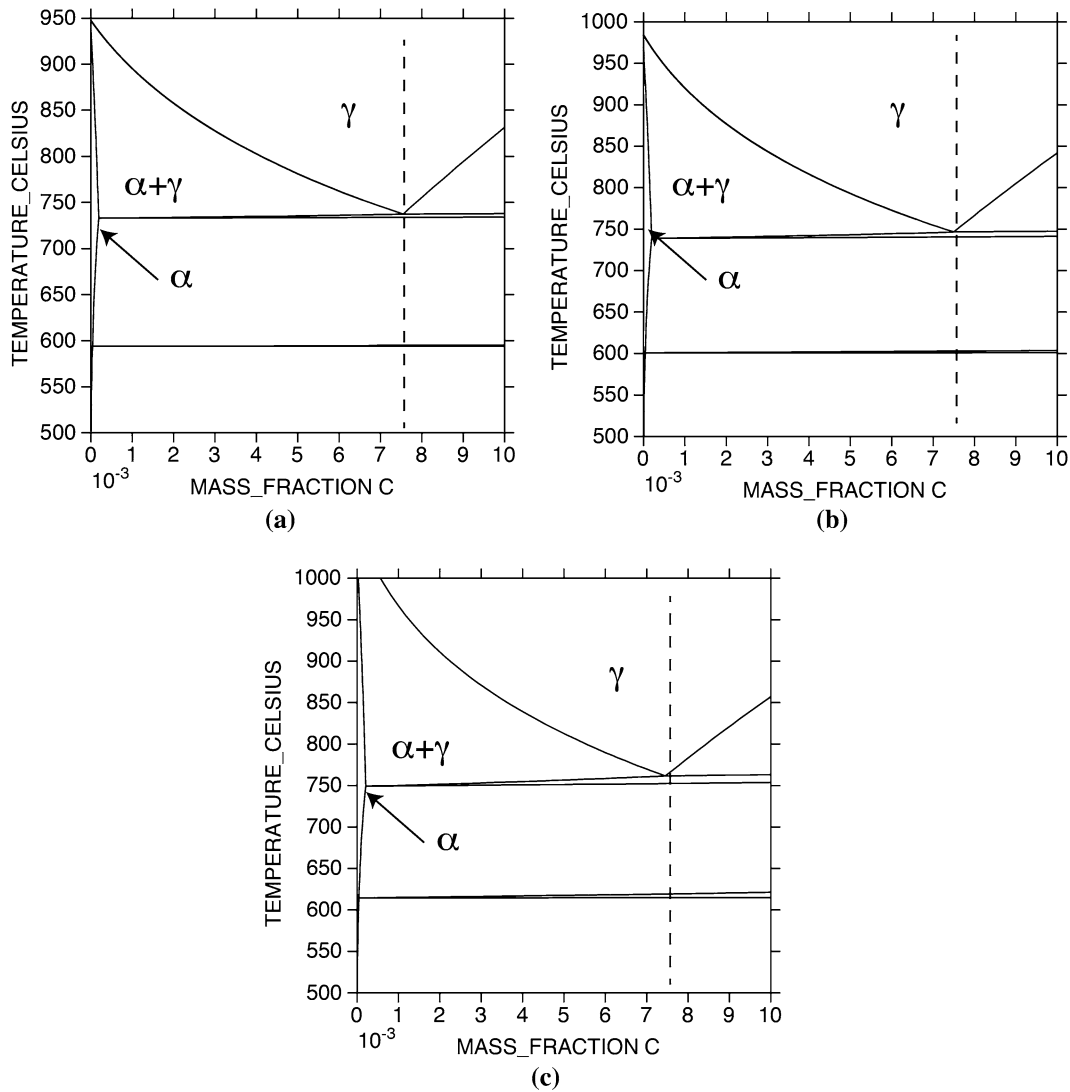 950
900
850
800
750
700
650
600
550
500
TEMPERATURE_CELSIUS
γ
α+γ
α
0 1 2 3 4 5 6 7 8 9 10
10-3
MASS_FRACTION C
(a)
1000
950
900
850
800
750
700
650
600
550
500
TEMPERATURE_CELSIUS
γ
α+γ
α
0 1 2 3 4 5 6 7 8 9 10
10-3
MASS_FRACTION C
(b)
1000
950
900
850
800
750
700
650
600
550
500
TEMPERATURE_CELSIUS
γ
α+γ
α
0 1 2 3 4 5 6 7 8 9 10
10-3
MASS_FRACTION C
(c)